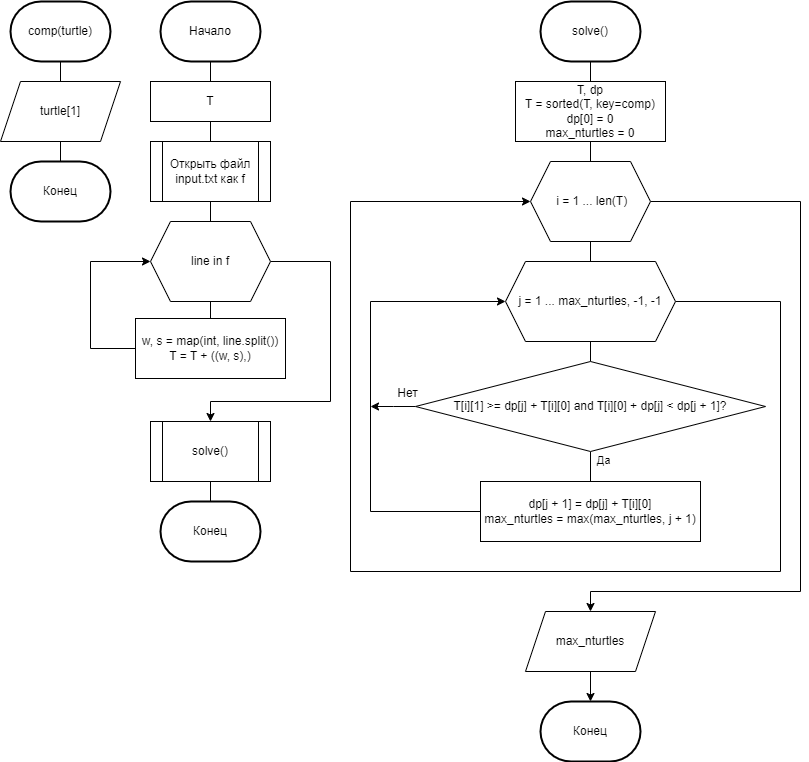 comp(turtle)
turtle[1]
Конец
Начало
T
Открыть файл
input.txt как f
line in f
w, s = map(int, line.split())
T = T + ((w, s),)
solve()
Конец
solve()
T, dp
T = sorted(T, key=comp)
dp[0] = 0
max_nturtles = 0
i = 1 ... len(T)
j = 1 ... max_nturtles, -1, -1
Нет
T[i][1] >= dp[j] + T[i][0] and T[i][0] + dp[j] < dp[j + 1]?
Да
dp[j + 1] = dp[j] + T[i][0]
max_nturtles = max(max_nturtles, j + 1)
max_nturtles
Конец